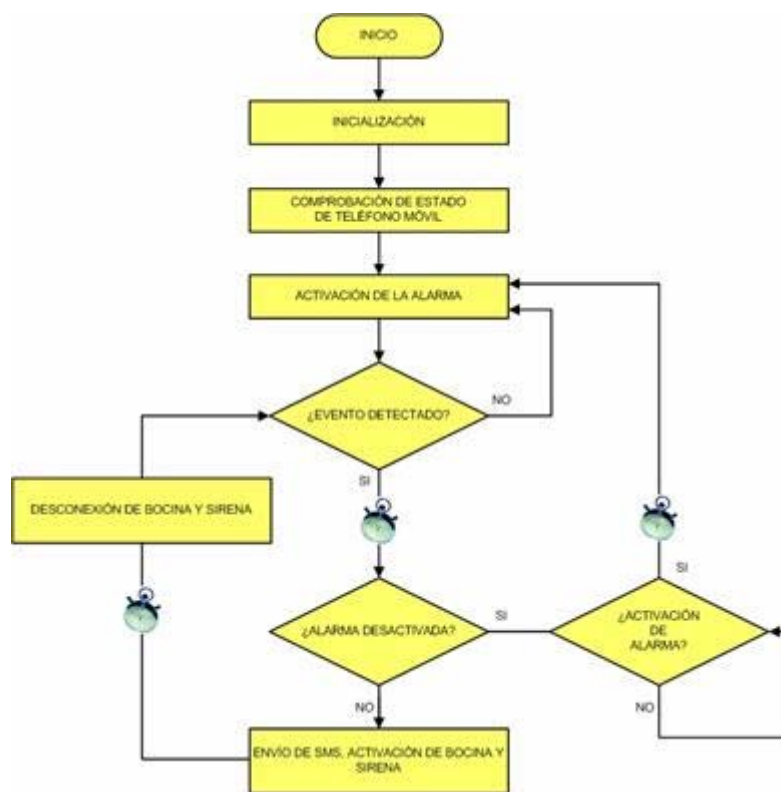 INICIO
INICIALIZACIÓN
COMPROBACIÓN DE ESTADO
DE TELÉFONO MÓVIL
ACTIVACIÓN DE LA ALARMA
¿EVENTO DETECTADO?
NO
SI
DESCONEXIÓN DE BOCINA Y SIRENA
¿ALARMA DESACTIVADA?
SI
¿ACTIVACIÓN
DE
ALARMA?
SI
NO
NO
ENVÍO DE SMS, ACTIVACIÓN DE BOCINA Y
SIRENA